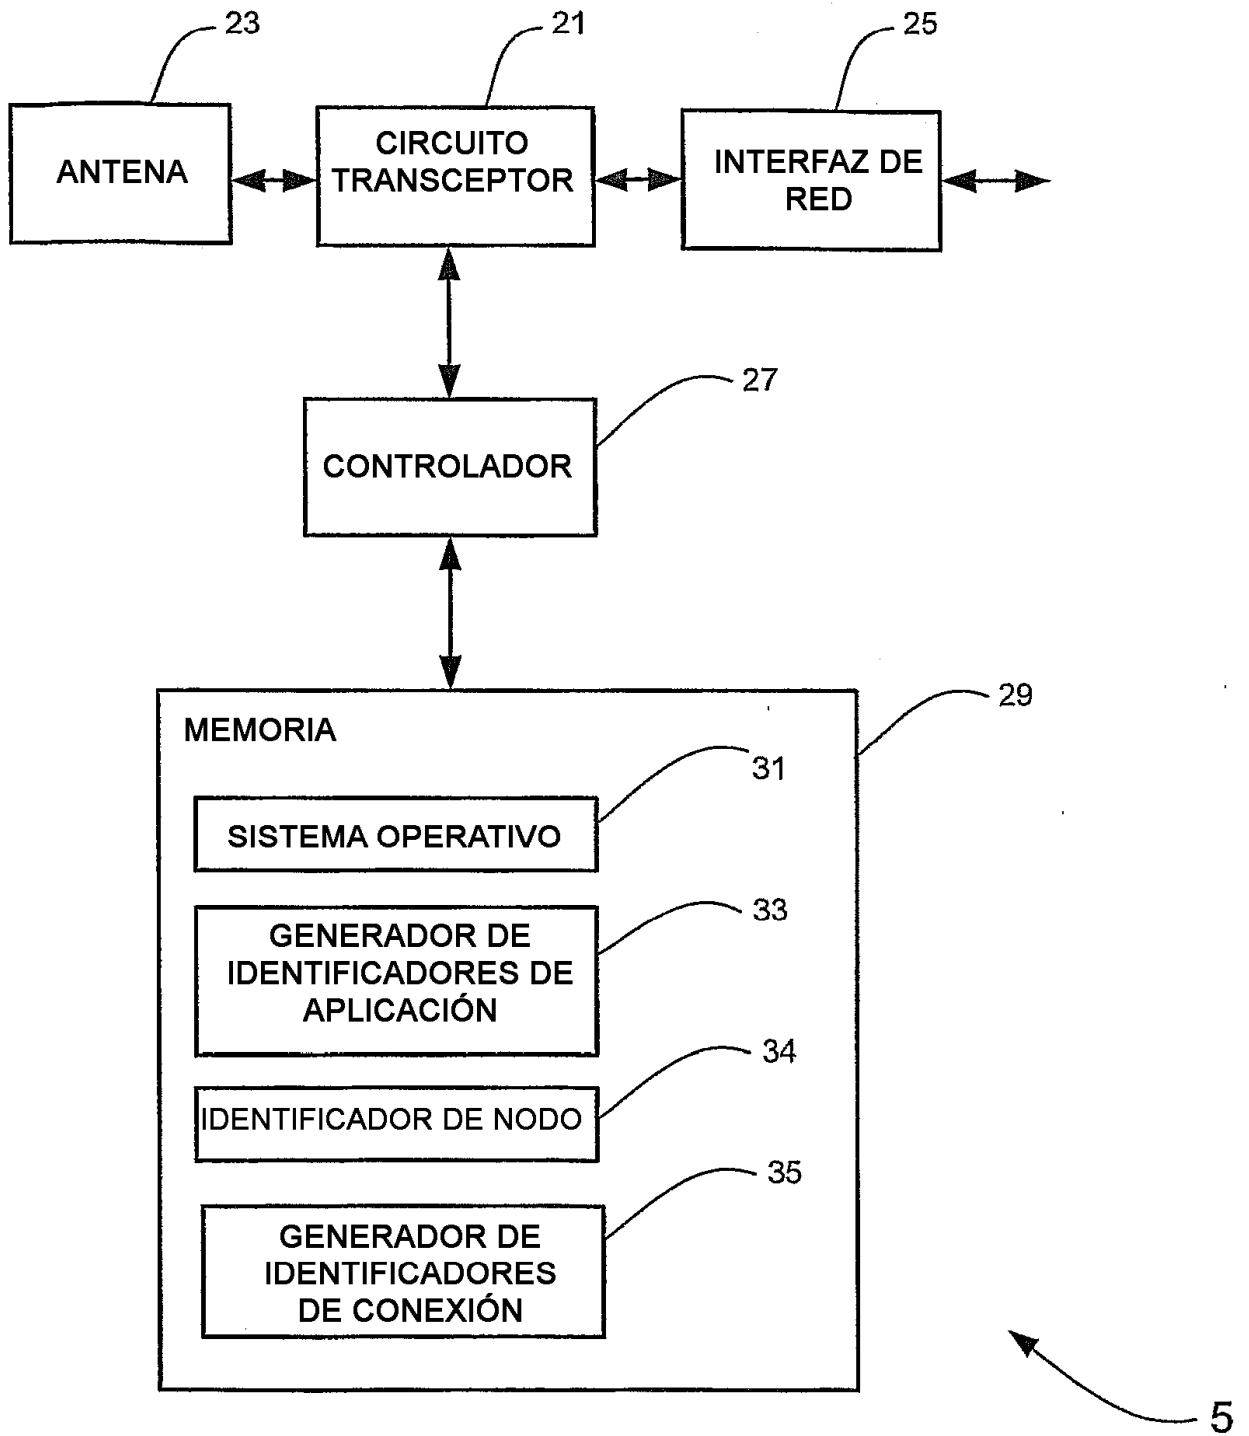 23
21
25
ANTENA
CIRCUITO
TRANSCEPTOR
INTERFAZ DE
RED
27
CONTROLADOR
29
MEMORIA
31
SISTEMA OPERATIVO
33
GENERADOR DE
IDENTIFICADORES DE
APLICACIÓN
34
IDENTIFICADOR DE NODO
35
GENERADOR DE
IDENTIFICADORES
DE CONEXIÓN
5